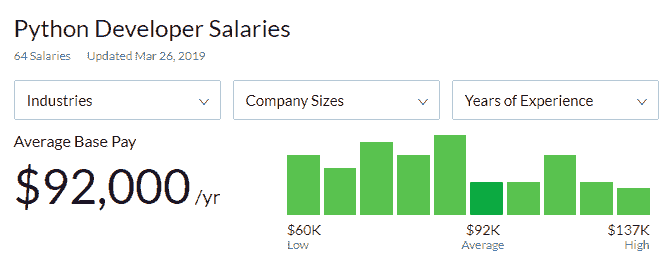 Python Developer Salaries
64 Salaries Updated Mar 26, 2019
Industries Company Sizes Years of Experience
Average Base Pay
$92,000 /yr
$60K $92K $137K
Low Average High